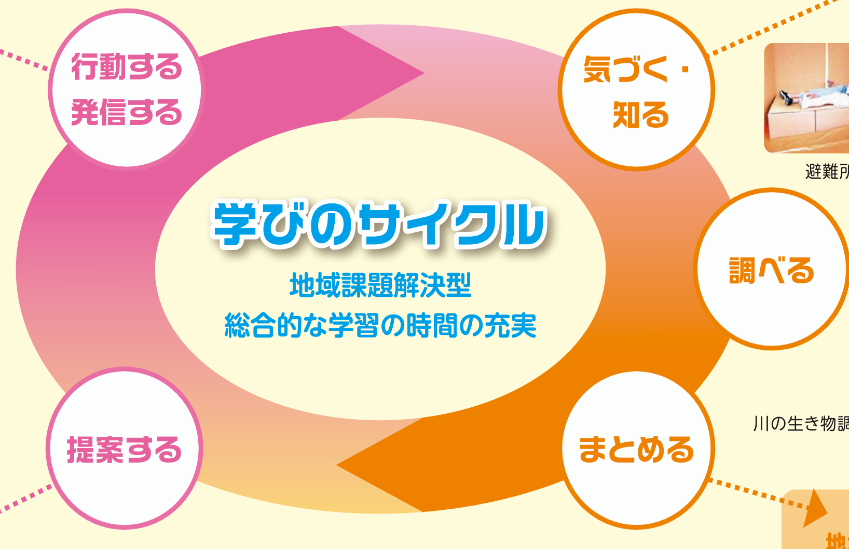 行動する
発信する
気づく・
知る
避難所
学びのサイクル
地域課題解決型
総合的な学習の時間の充実
調べる
川の生き物調
提案する
まとめる
地